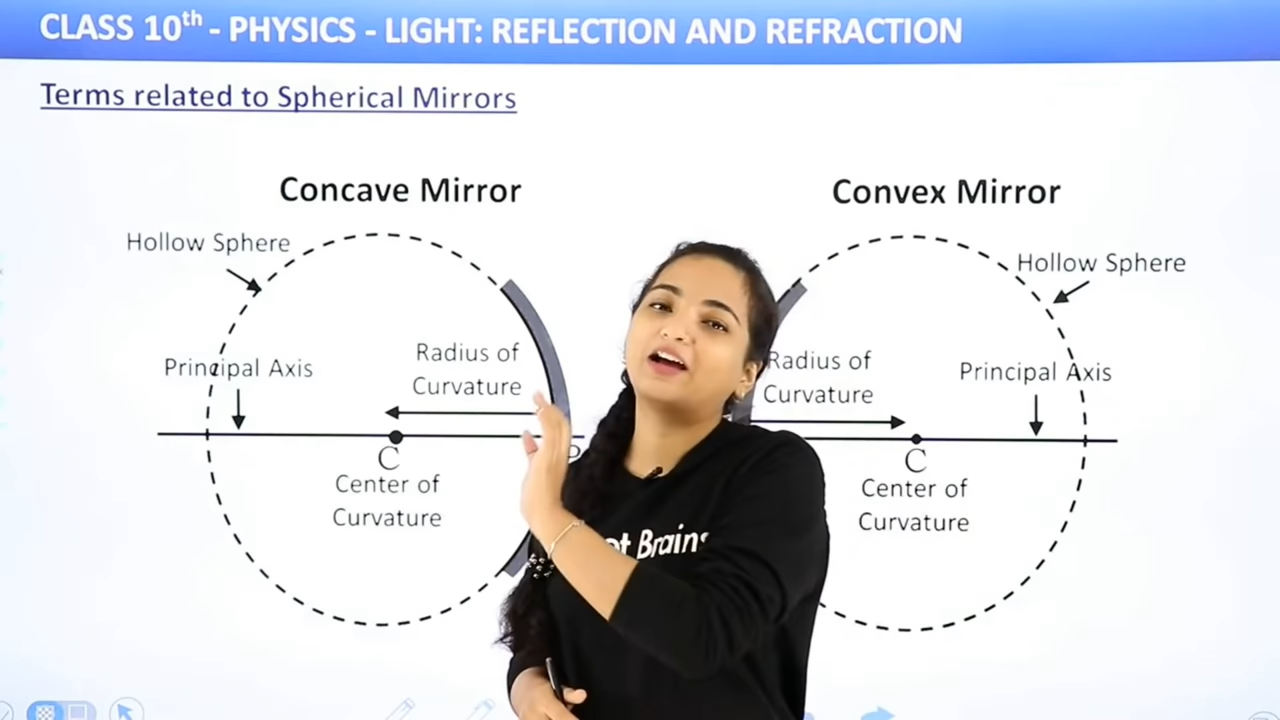 CLASS 10th - PHYSICS - LIGHT: REFLECTION AND REFRACTION
Terms related to Spherical Mirrors
Concave Mirror
Convex Mirror
Hollow Sphere
Hollow Sphere
Principal Axis
Radius of
Curvature
Radius of
Curvature
Principal Axis
C
Center of
Curvature
C
Center of
Curvature
Brains